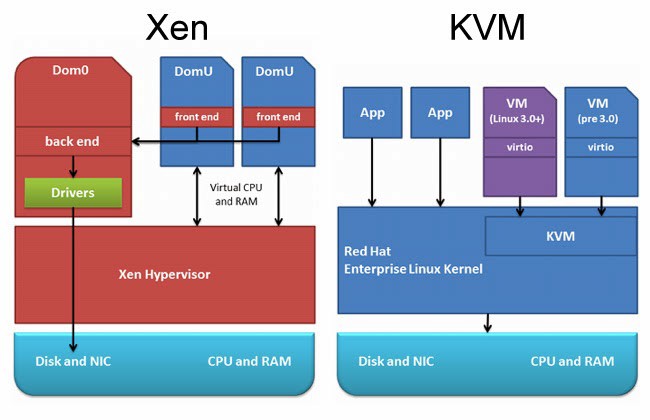 Xen
Dom0
DomU
DomU
front end
front end
back end
Drivers
Virtual CPU
and RAM
Xen Hypervisor
Disk and NIC
CPU and RAM
KVM
App
App
VM
(Linux 3.0+)
virtio
VM
(pre 3.0)
virtio
KVM
Red Hat
Enterprise Linux Kernel
Disk and NIC
CPU and RAM